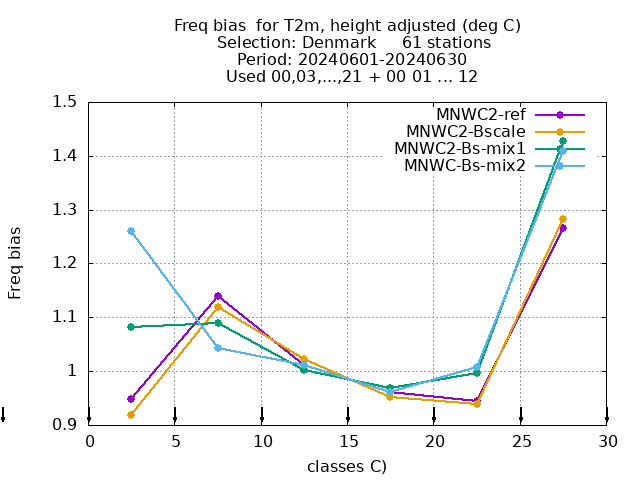 Freq bias  for T2m, height adjusted (deg C)
Selection: Denmark     61 stations
Period: 20240601-20240630
Used 00,03,...,21 + 00 01 ... 12
MNWC2-ref
MNWC2-Bscale
MNWC2-Bs-mix1
MNWC-Bs-mix2
Freq bias
1.5
1.4
1.3
1.2
1.1
1
0.9
0 5 10 15 20 25 30
classes C)